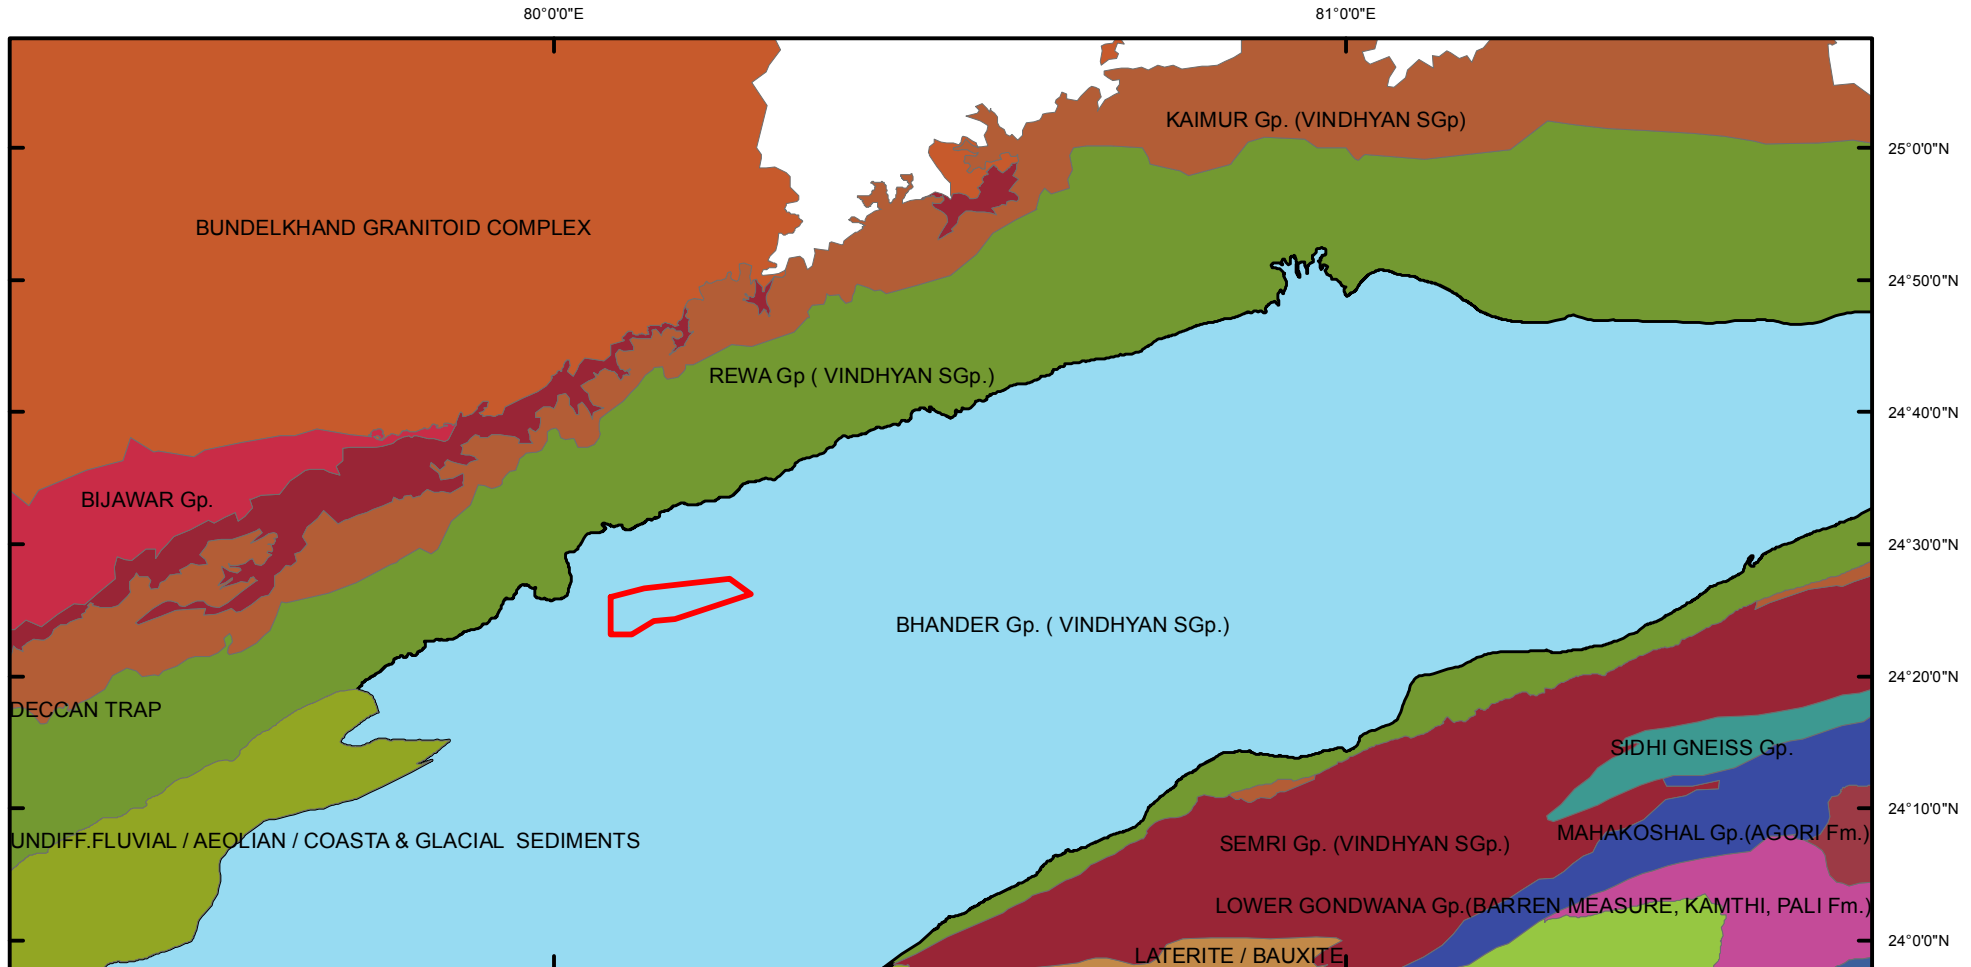 80°0'0"E
81°0'0"E
KAIMUR Gp. (VINDHYAN SGp)
25°0'0"N
BUNDELKHAND GRANITOID COMPLEX
24°50'0"N
REWA Gp ( VINDHYAN SGp.)
24°40'0"N
BIJAWAR Gp.
24°30'0"N
BHANDER Gp. ( VINDHYAN SGp.)
24°20'0"N
DECCAN TRAP
SIDHI GNEISS Gp.
24°10'0"N
UNDIFF.FLUVIAL / AEOLIAN / COASTA & GLACIAL SEDIMENTS
SEMRI Gp. (VINDHYAN SGp.)
MAHAKOSHAL Gp.(AGORI Fm.)
LOWER GONDWANA Gp.(BARREN MEASURE, KAMTHI, PALI Fm.)
24°0'0"N
LATERITE / BAUXITE